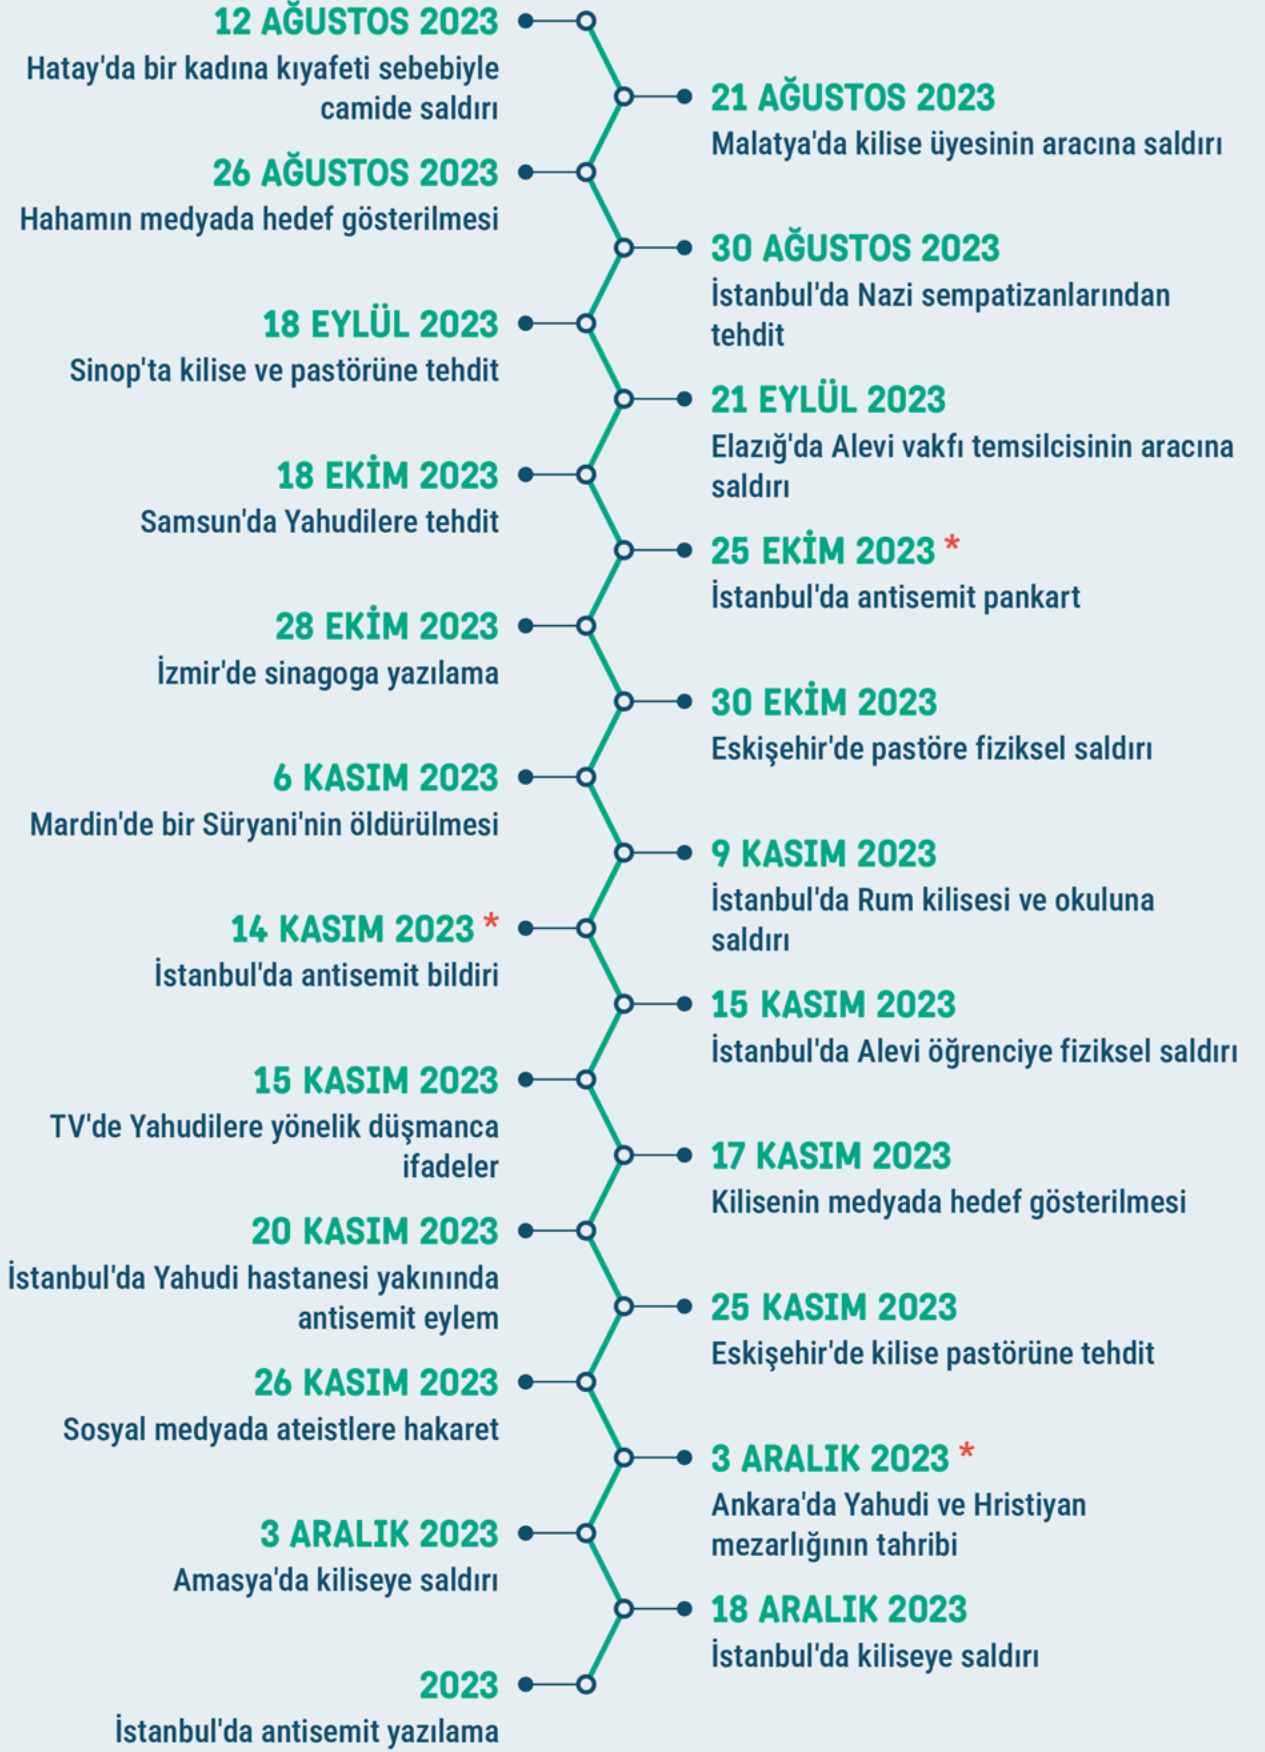 12 AĞUSTOS 2023
Hatay'da bir kadına kıyafeti sebebiyle
camide saldırı
21 AĞUSTOS 2023
Malatya'da kilise üyesinin aracına saldırı
26 AĞUSTOS 2023
Hahamın medyada hedef gösterilmesi
30 AĞUSTOS 2023
İstanbul'da Nazi sempatizanlarından
tehdit
18 EYLÜL 2023
Sinop'ta kilise ve pastörüne tehdit
21 EYLÜL 2023
Elazığ'da Alevi vakfı temsilcisinin aracına
saldırı
18 EKİM 2023
Samsun'da Yahudilere tehdit
25 EKİM 2023 *
İstanbul'da antisemit pankart
28 EKİM 2023
İzmir'de sinagoga yazılama
30 EKİM 2023
Eskişehir'de pastöre fiziksel saldırı
6 KASIM 2023
Mardin'de bir Süryani'nin öldürülmesi
9 KASIM 2023
İstanbul'da Rum kilisesi ve okuluna
saldırı
14 KASIM 2023 *
İstanbul'da antisemit bildiri
15 KASIM 2023
İstanbul'da Alevi öğrenciye fiziksel saldırı
15 KASIM 2023
TV'de Yahudilere yönelik düşmanca
ifadeler
17 KASIM 2023
Kilisenin medyada hedef gösterilmesi
20 KASIM 2023
İstanbul'da Yahudi hastanesi yakınında
antisemit eylem
25 KASIM 2023
Eskişehir'de kilise pastörüne tehdit
26 KASIM 2023
Sosyal medyada ateistlere hakaret
3 ARALIK 2023 *
Ankara'da Yahudi ve Hristiyan
mezarlığının tahribi
3 ARALIK 2023
Amasya'da kiliseye saldırı
18 ARALIK 2023
İstanbul'da kiliseye saldırı
2023
İstanbul'da antisemit yazılama